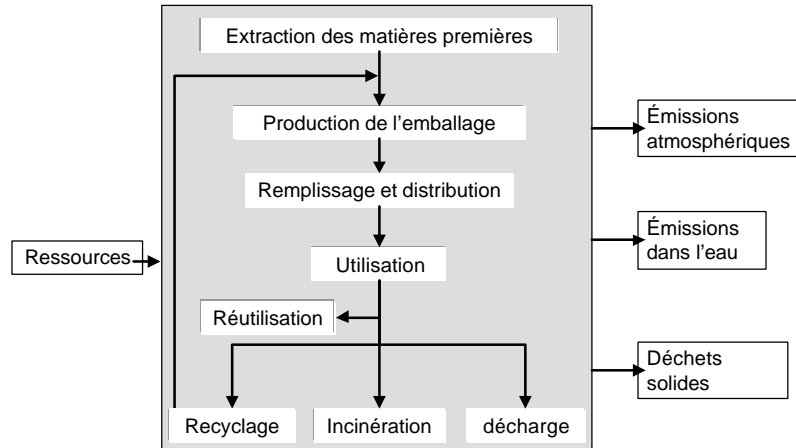 Extraction des matières premières
Production de l'emballage
Émissions
atmosphériques
Remplissage et distribution
Ressources
Utilisation
Émissions
dans l'eau
Réutilisation
Déchets
solides
Recyclage
Incinération
décharge